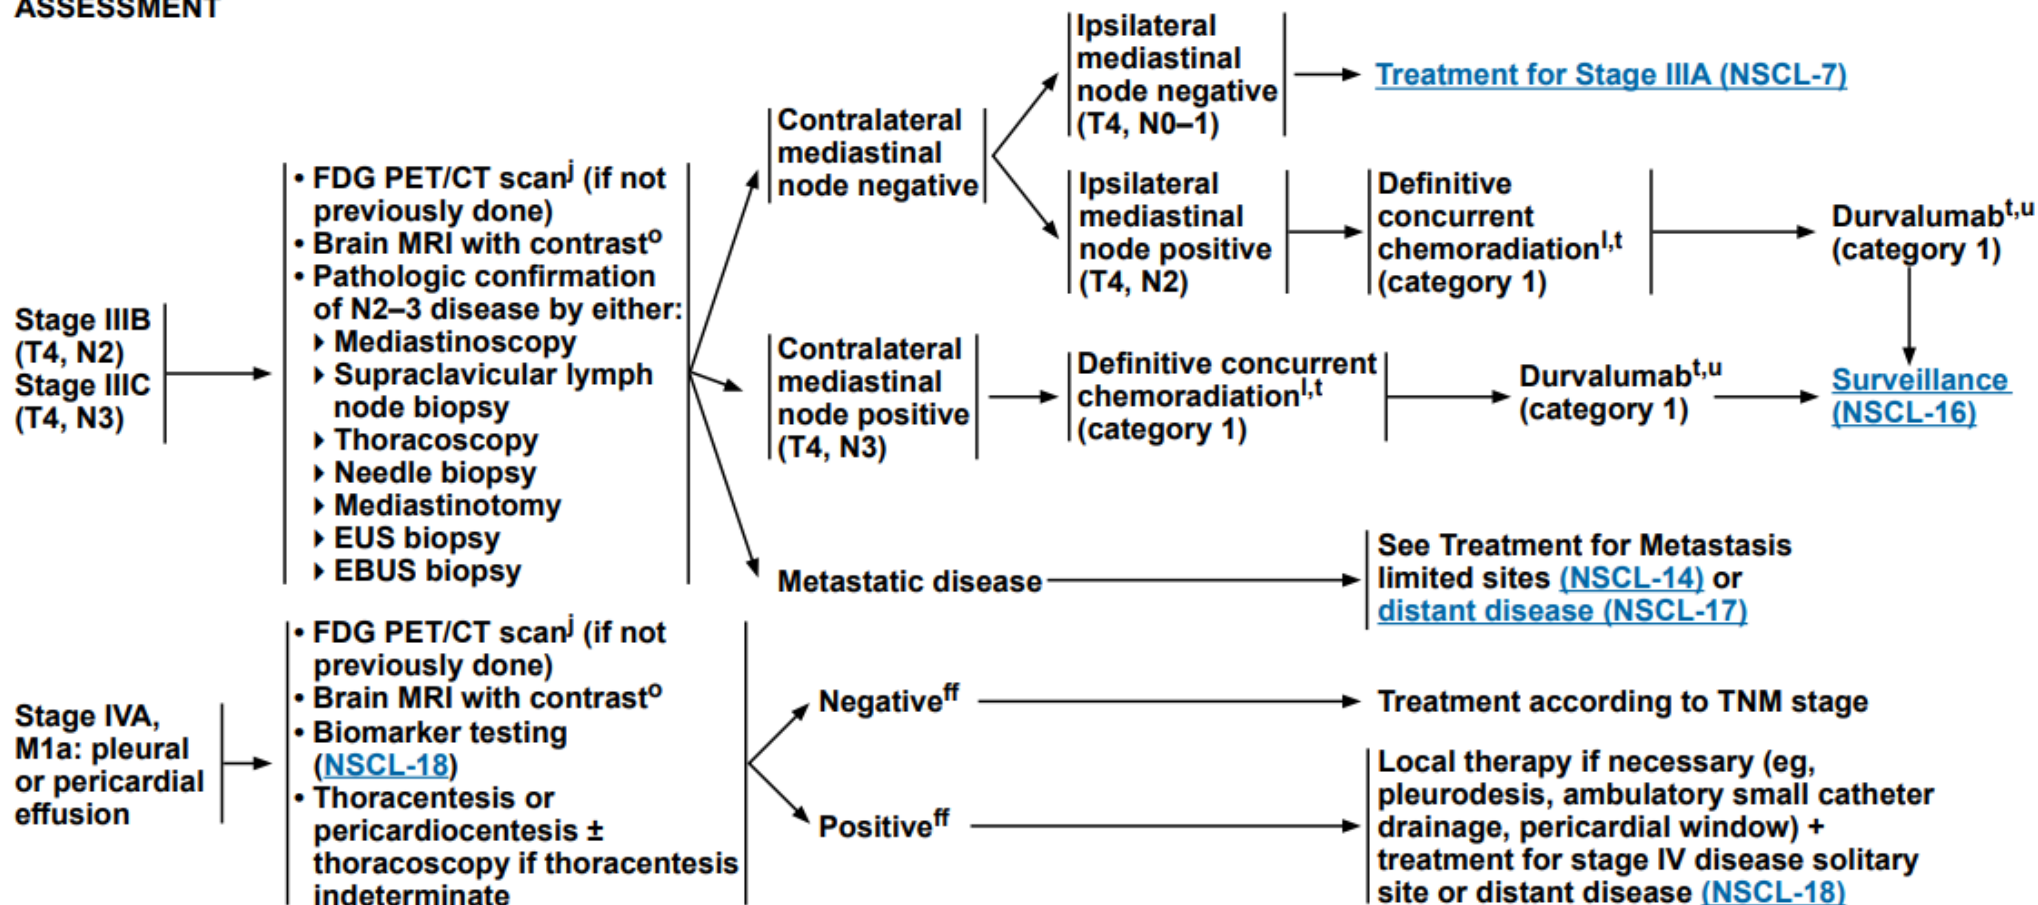 ASSESSMENT
Stage IIIB
(T4, N2)
Stage IIIC
(T4, N3)
• FDG PET/CT scanj (if not
previously done)
• Brain MRI with contrasto
• Pathologic confirmation
of N2–3 disease by either:
Mediastinoscopy
Supraclavicular lymph
node biopsy
Thoracoscopy
Needle biopsy
Mediastinotomy
EUS biopsy
EBUS biopsy
Contralateral
mediastinal
node negative
Ipsilateral
mediastinal
node negative
(T4, N0–1)
Treatment for Stage IIIA (NSCL-7)
Ipsilateral
mediastinal
node positive
(T4, N2)
Definitive
concurrent
chemoradiationl,t
(category 1)
Durvalumabt,u
(category 1)
Contralateral
mediastinal
node positive
(T4, N3)
Definitive concurrent
chemoradiationl,t
(category 1)
Durvalumabt,u
(category 1)
Surveillance
(NSCL-16)
Metastatic disease
See Treatment for Metastasis
limited sites (NSCL-14) or
distant disease (NSCL-17)
Stage IVA,
M1a: pleural
or pericardial
effusion
• FDG PET/CT scanj (if not
previously done)
• Brain MRI with contrasto
• Biomarker testing
(NSCL-18)
• Thoracentesis or
pericardiocentesis ±
thoracoscopy if thoracentesis
indeterminate
Negativeff
Treatment according to TNM stage
Positiveff
Local therapy if necessary (eg,
pleurodesis, ambulatory small catheter
drainage, pericardial window) +
treatment for stage IV disease solitary
site or distant disease (NSCL-18)